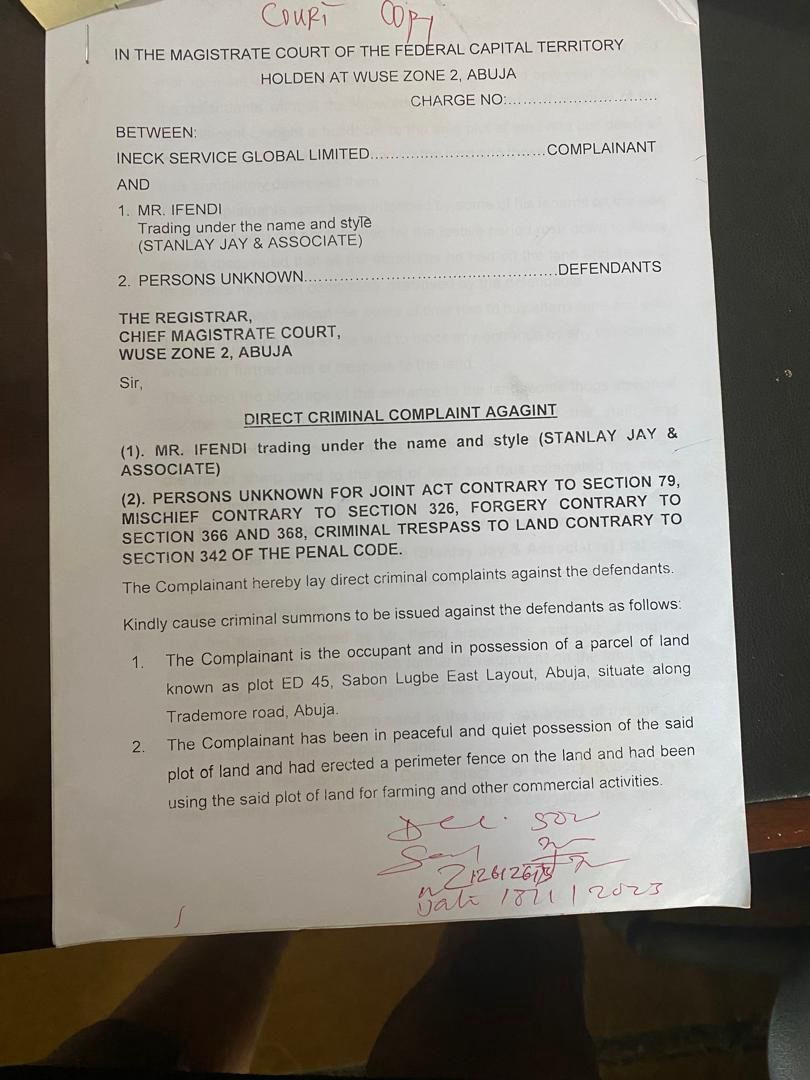 COURT COPY
IN THE MAGISTRATE COURT OF THE FEDERAL CAPITAL TERRITORY
HOLDEN AT WUSE ZONE 2, ABUJA
CHARGE NO:..............................
BETWEEN:
INECK SERVICE GLOBAL LIMITED...................................COMPLAINANT
AND
1. MR. IFENDI
Trading under the name and style
(STANLAY JAY & ASSOCIATE)
2. PERSONS UNKNOWN...................................................DEFENDANTS
THE REGISTRAR,
CHIEF MAGISTRATE COURT,
WUSE ZONE 2, ABUJA
Sir,
DIRECT CRIMINAL COMPLAINT AGAGINT
(1). MR. IFENDI trading under the name and style (STANLAY JAY &
ASSOCIATE)
(2). PERSONS UNKNOWN FOR JOINT ACT CONTRARY TO SECTION 79,
MISCHIEF CONTRARY TO SECTION 326, FORGERY CONTRARY TO
SECTION 366 AND 368, CRIMINAL TRESPASS TO LAND CONTRARY TO
SECTION 342 OF THE PENAL CODE.
The Complainant hereby lay direct criminal complaints against the defendants.
Kindly cause criminal summons to be issued against the defendants as follows:
1. The Complainant is the occupant and in possession of a parcel of land
known as plot ED 45, Sabon Lugbe East Layout, Abuja, situate along
Trademore road, Abuja.
2. The Complainant has been in peaceful and quiet possession of the said
plot of land and had erected a perimeter fence on the land and had been
using the said plot of land for farming and other commercial activities.